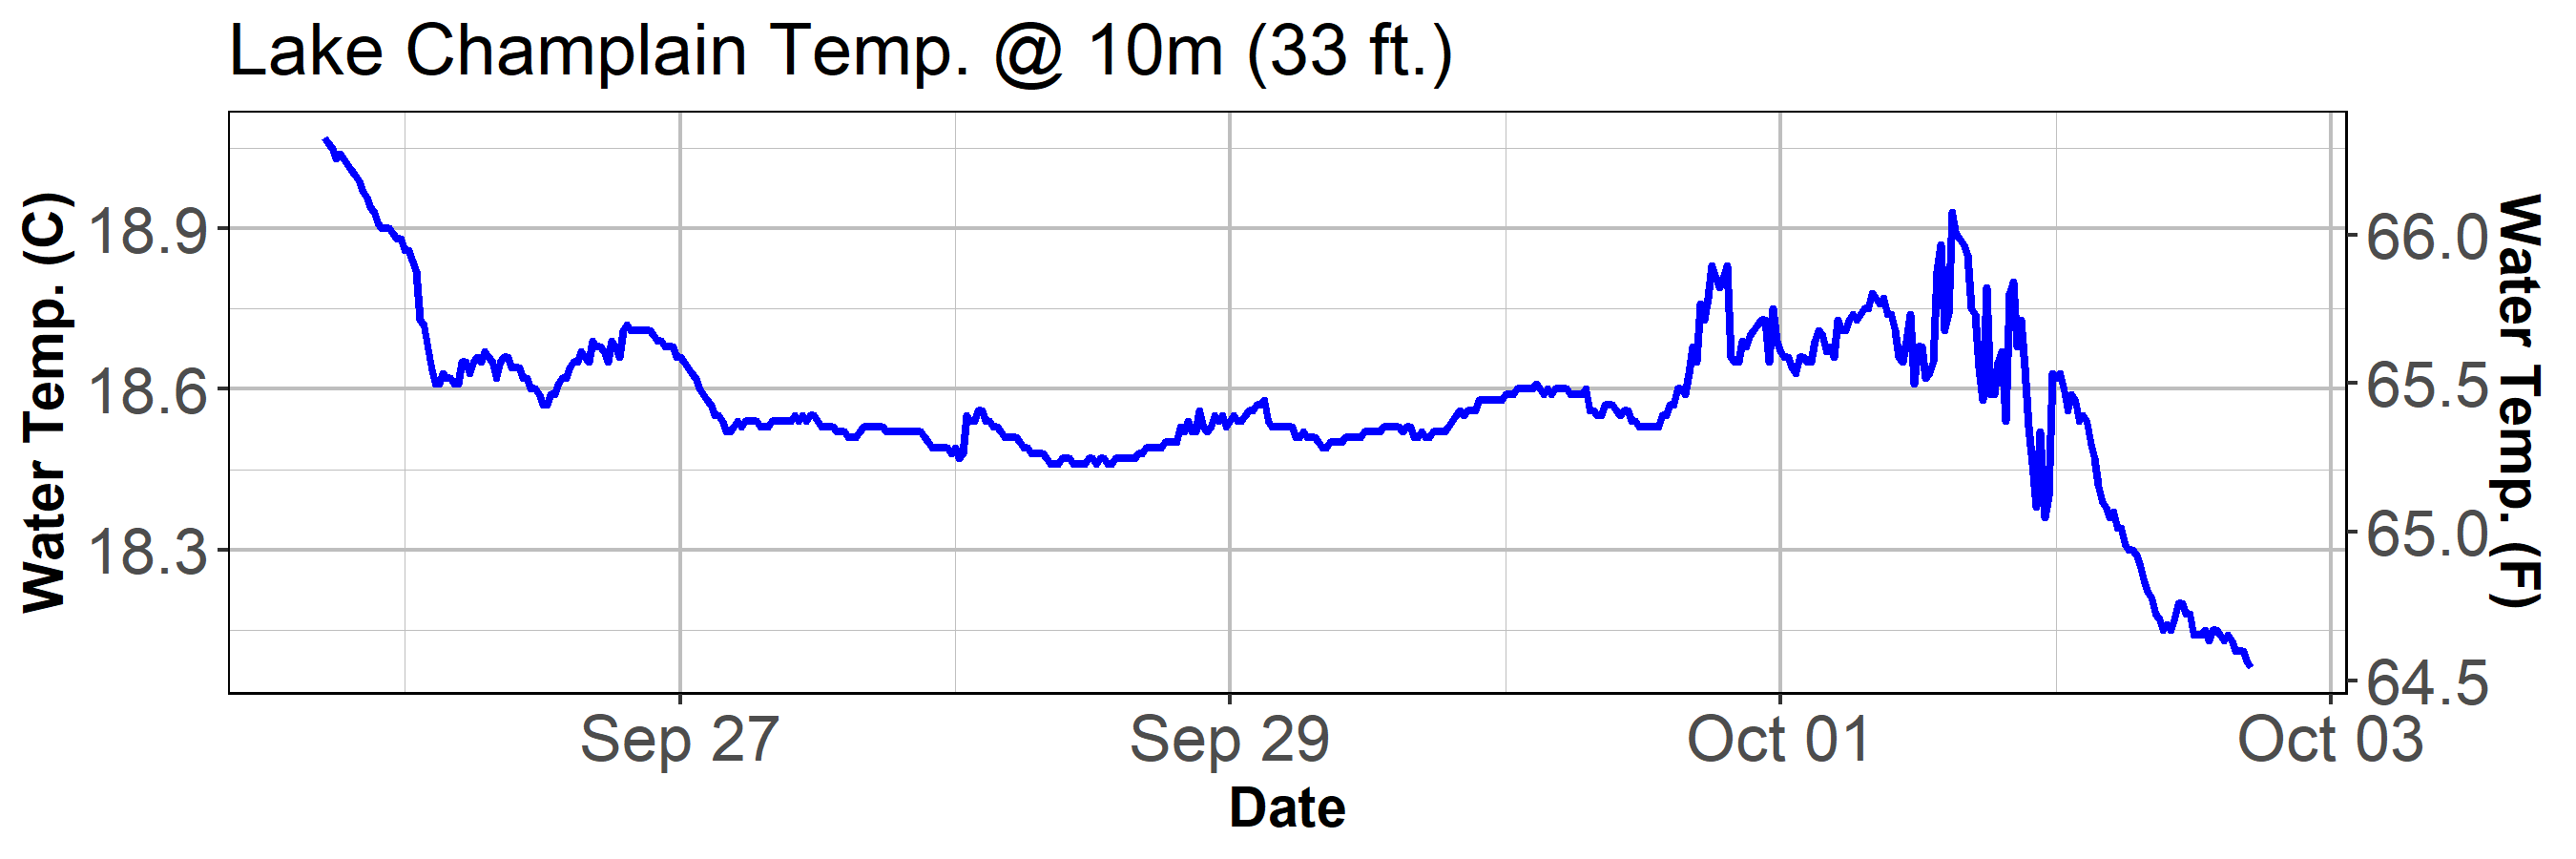 Lake Champlain Temp. @ 10m (33 ft.)
Water Temp. (C)
18.9
18.6
18.3
66.0
65.5
65.0
64.5
Water Temp. (F)
Sep 27
Sep 29
Oct 01
Oct 03
Date